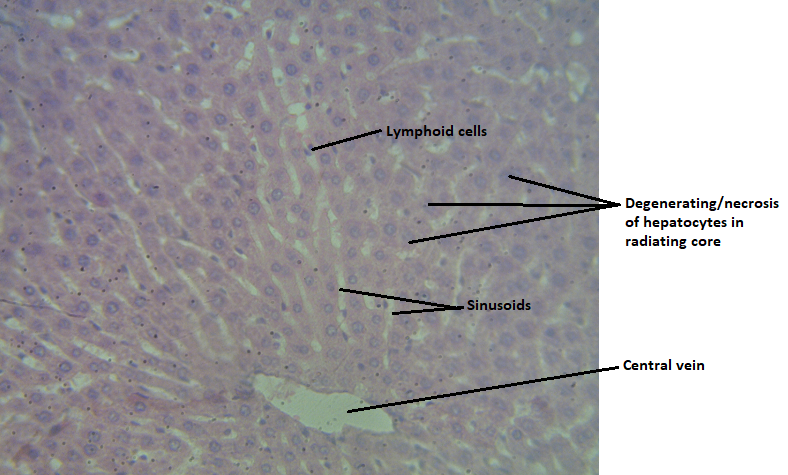 Lymphoid cells
Degenerating/necrosis
of hepatocytes in
radiating core
Sinusoids
Central vein